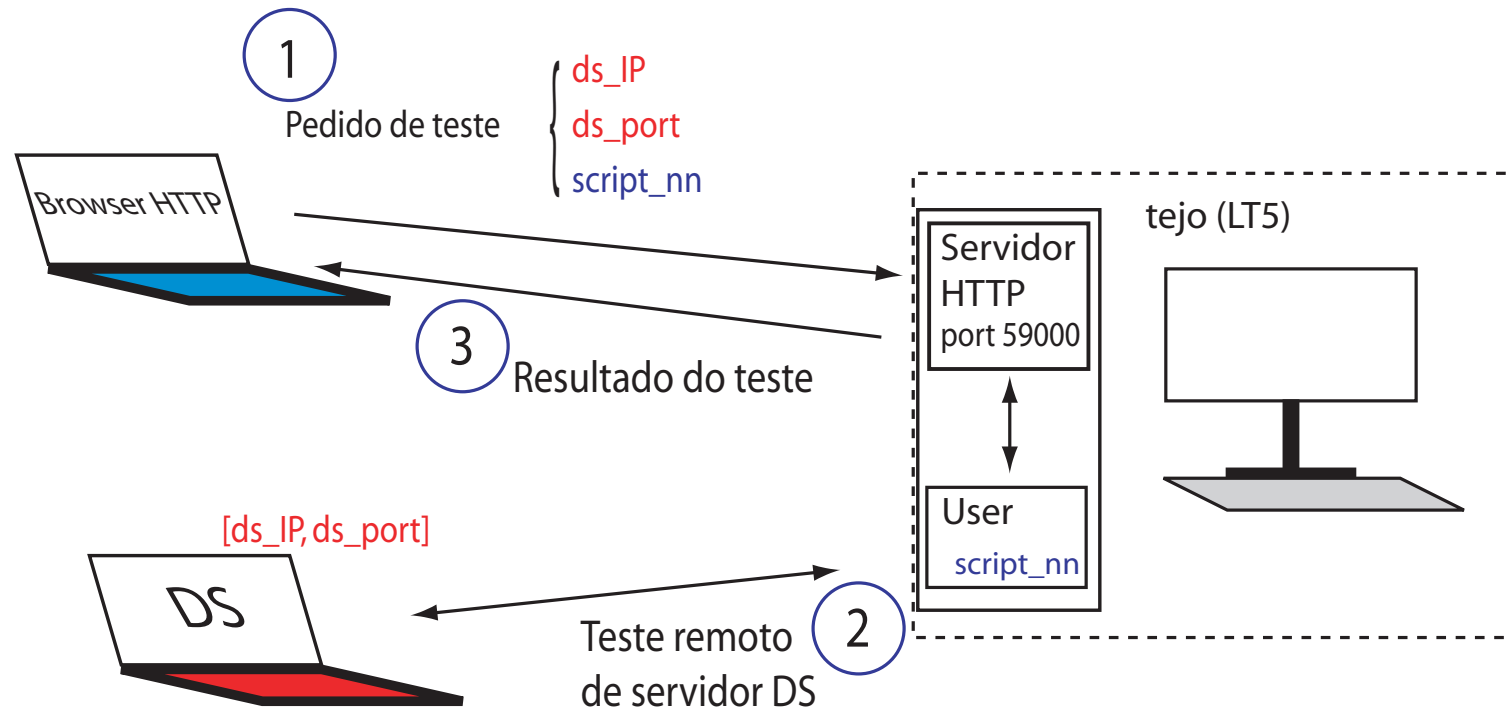 1
Pedido de teste
ds_IP
ds_port
script_nn
Browser HTTP
tejo (LT5)
Servidor
HTTP
port 59000
3
Resultado do teste
User
script_nn
[ds_IP, ds_port]
DS
2
Teste remoto
de servidor DS